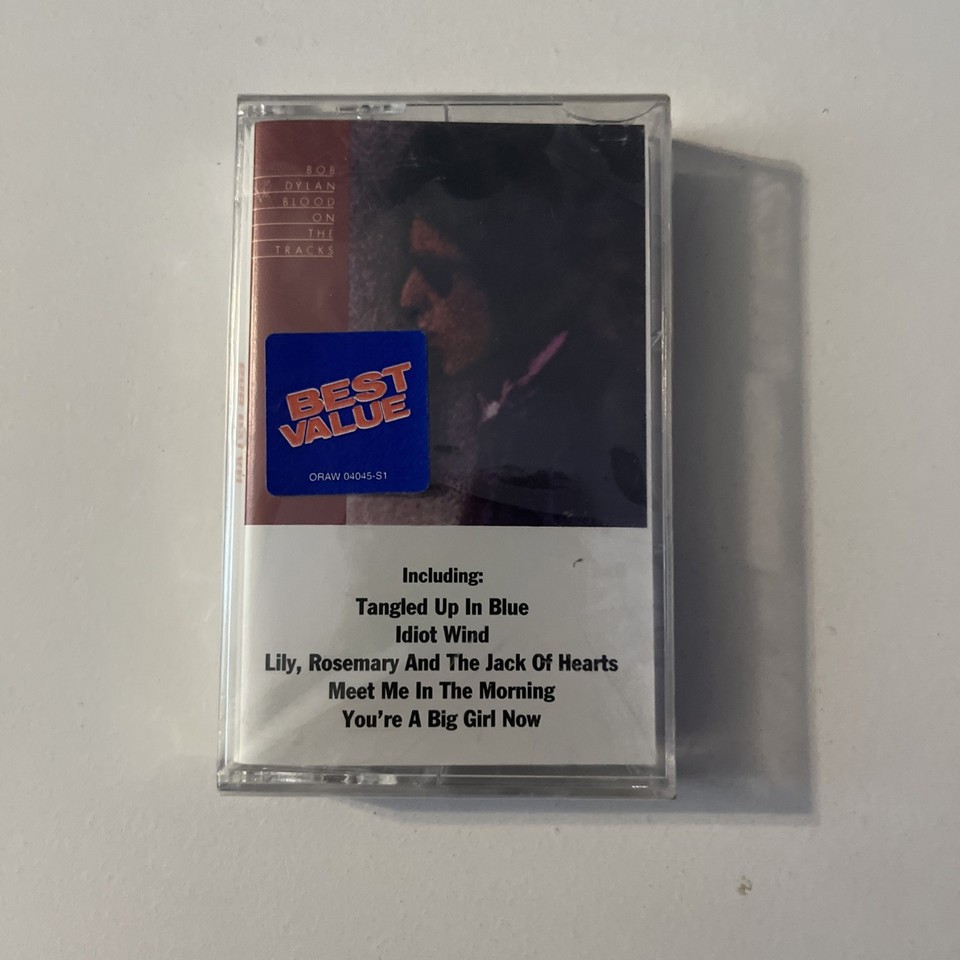 BOB
DYLAN
BLOOD
ON
THE
TRACKS
BEST
VALUE
ORAW 04045-S1
Including:
Tangled Up In Blue
Idiot Wind
Lily, Rosemary And The Jack Of Hearts
Meet Me In The Morning
You're A Big Girl Now